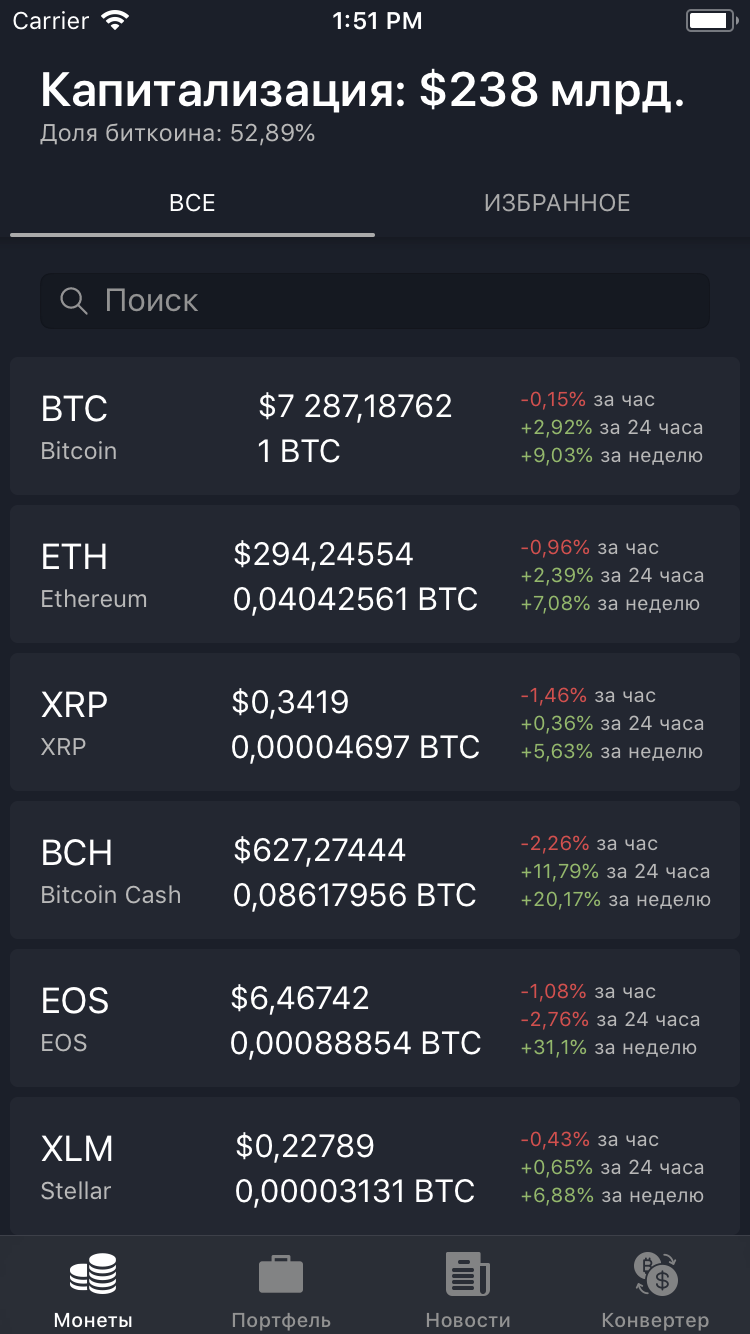 Carrier 1:51 PM
Капитализация: $238 млрд.
Доля биткоина: 52,89%
ВСЕ ИЗБРАННОЕ
Поиск
BTC $7 287,18762 -0,15% за час
Bitcoin 1 BTC +2,92% за 24 часа
+9,03% за неделю
ETH $294,24554 -0,96% за час
Ethereum 0,04042561 BTC +2,39% за 24 часа
+7,08% за неделю
XRP $0,3419 -1,46% за час
XRP 0,00004697 BTC +0,36% за 24 часа
+5,63% за неделю
BCH $627,27444 -2,26% за час
Bitcoin Cash 0,08617956 BTC +11,79% за 24 часа
+20,17% за неделю
EOS $6,46742 -1,08% за час
EOS 0,00088854 BTC -2,76% за 24 часа
+31,1% за неделю
XLM $0,22789 -0,43% за час
Stellar 0,00003131 BTC +0,65% за 24 часа
+6,88% за неделю
Монеты Портфель Новости Конвертер